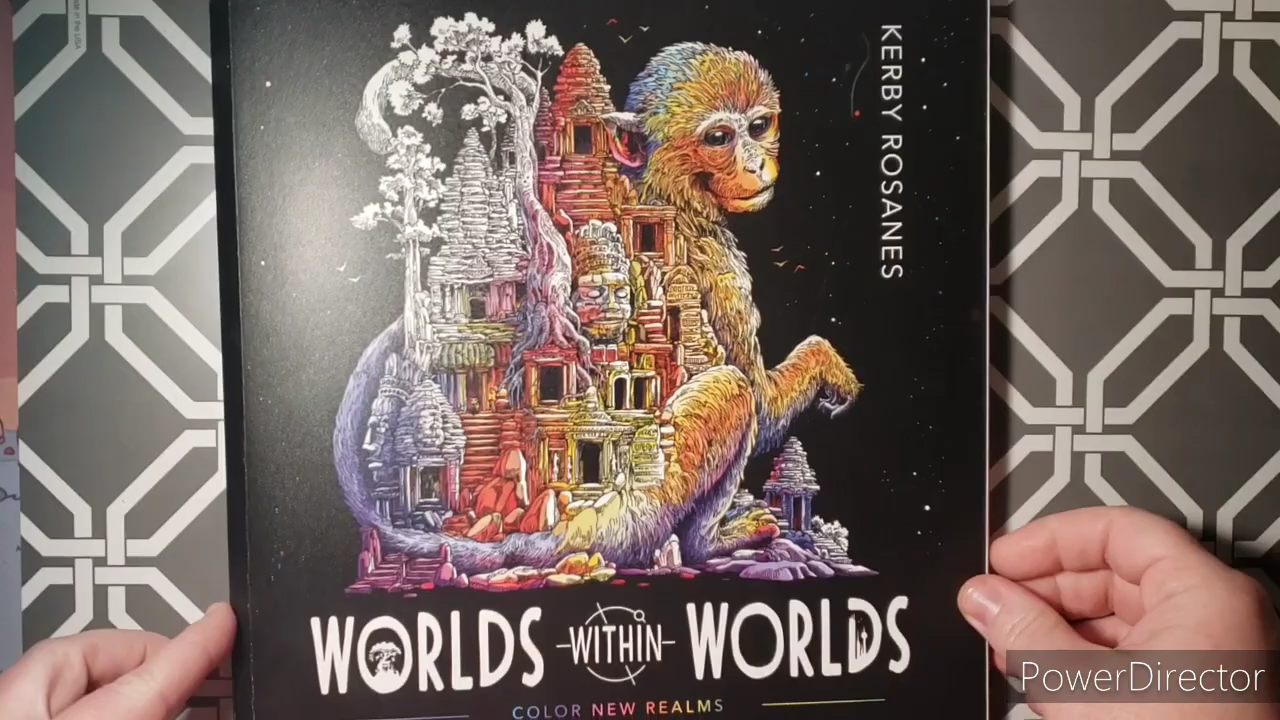 KERBY ROSANES
WORLDS WITHIN WORLDS
COLOR NEW REALMS
PowerDirector